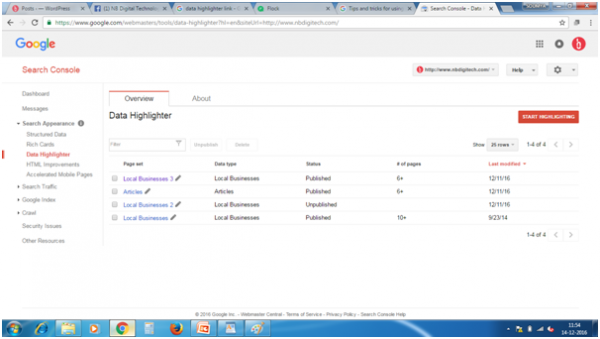 Posts — WordPress
(1) NB Digital Technolo
data highlighter link - G
Flock
Tips and tricks for using
Search Console - Data
https://www.google.com/webmasters/tools/data-highlighter?hl=en&siteUrl=http://www.nbdigitech.com/
Google
Search Console
http://www.nbdigitech.com/
Help
Dashboard
Messages
Search Appearance
Structured Data
Rich Cards
Data Highlighter
HTML Improvements
Accelerated Mobile Pages
Search Traffic
Google Index
Crawl
Security Issues
Other Resources
Overview About
Data Highlighter
START HIGHLIGHTING
Filter Unpublish Delete Show 25 rows 1-4 of 4
Page set Data type Status # of pages Last modified
Local Businesses 3 Local Businesses Published 6+ 12/11/16
Articles Articles Published 6+ 12/11/16
Local Businesses 2 Local Businesses Unpublished 12/11/16
Local Businesses Local Businesses Published 10+ 9/23/14
1-4 of 4
© 2016 Google Inc. - Webmaster Central - Terms of Service - Privacy Policy - Search Console Help
11:54
14-12-2016